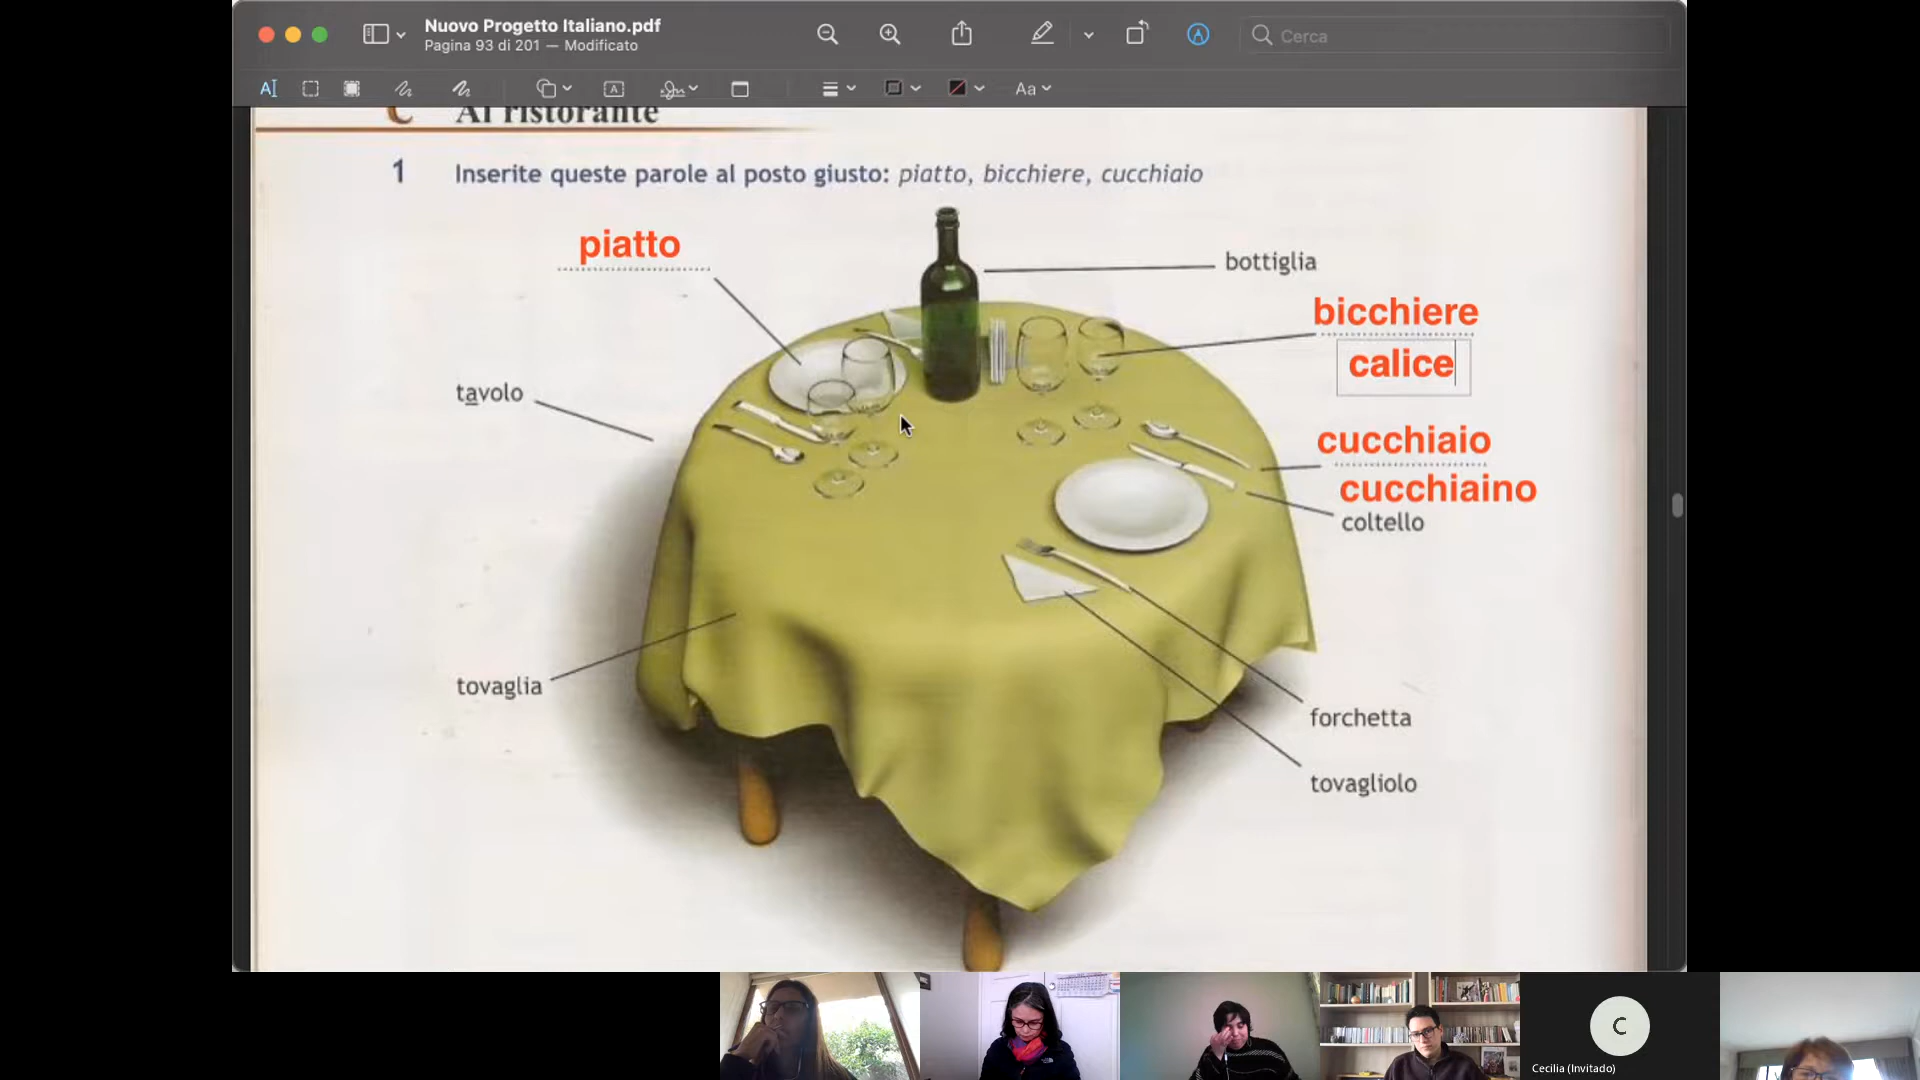 Nuovo Progetto Italiano.pdf
Pagina 93 di 201 — Modificato
Cerca
Aa
C Al ristorante
1 Inserite queste parole al posto giusto: piatto, bicchiere, cucchiaio
piatto
bottiglia
bicchiere
calice
tavolo
cucchiaio
cucchiaino
coltello
tovaglia
forchetta
tovagliolo
C
Cecilia (Invitado)